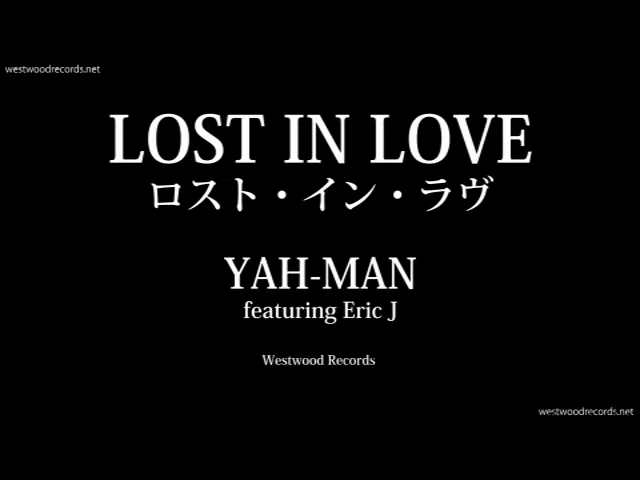 westwoodrecords.net
LOST IN LOVE
ロスト・イン・ラヴ
YAH-MAN
featuring Eric J
Westwood Records
westwoodrecords.net